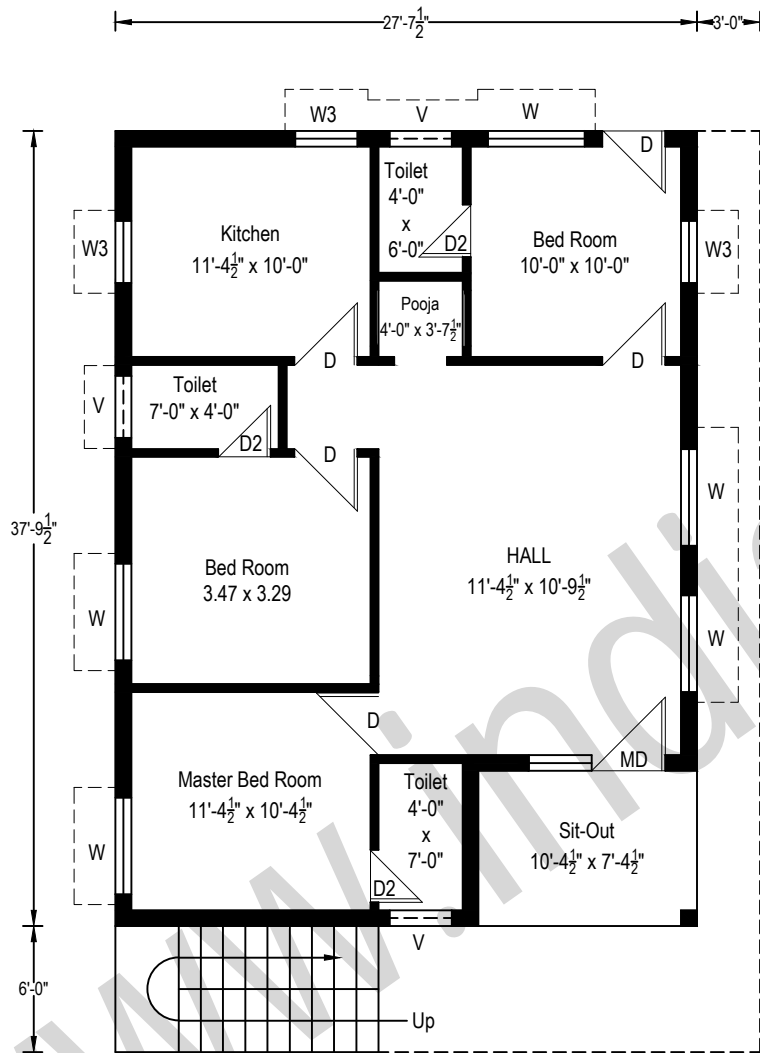 27'-7½"
3'-0"
W3
V
W
D
Toilet
4'-0"
x
6'-0"
D2
Kitchen
11'-4½" x 10'-0"
Bed Room
10'-0" x 10'-0"
W3
W3
Pooja
4'-0" x 3'-7½"
D
D
V
Toilet
7'-0" x 4'-0"
D2
D
W
37'-9½"
HALL
11'-4½" x 10'-9½"
Bed Room
3.47 x 3.29
W
W
D
MD
Master Bed Room
11'-4½" x 10'-4½"
Toilet
4'-0"
x
7'-0"
Sit-Out
10'-4½" x 7'-4½"
W
D2
V
6'-0"
Up
www.indi